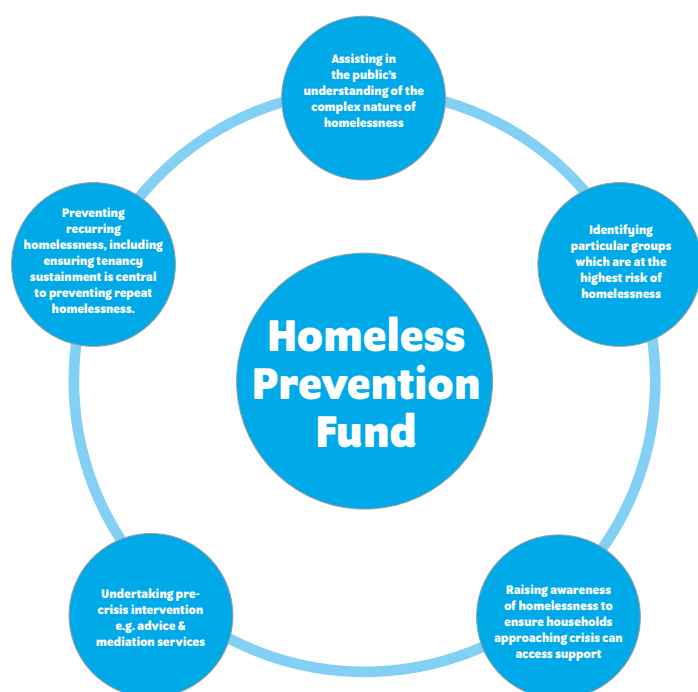 Assisting in
the public's
understanding of the
complex nature of
homelessness
Identifying
particular groups
which are at the
highest risk of
homelessness
Raising awareness
of homelessness to
ensure households
approaching crisis can
access support
Undertaking pre-
crisis intervention
e.g. advice &
mediation services
Preventing
recurring
homelessness, including
ensuring tenancy
sustainment is central
to preventing repeat
homelessness.
Homeless
Prevention
Fund